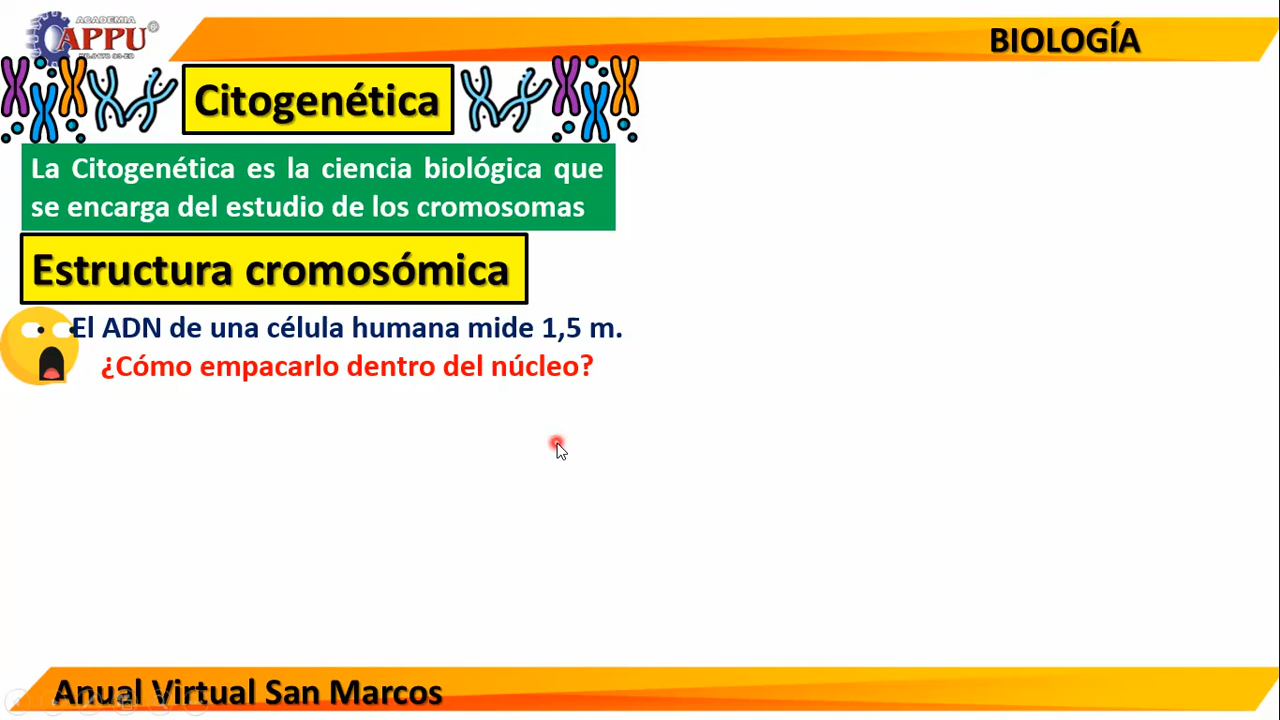 ACADEMIA
APPU
BIOLOGÍA
Citogenética
La Citogenética es la ciencia biológica que
se encarga del estudio de los cromosomas
Estructura cromosómica
El ADN de una célula humana mide 1,5 m.
¿Cómo empacarlo dentro del núcleo?
Anual Virtual San Marcos